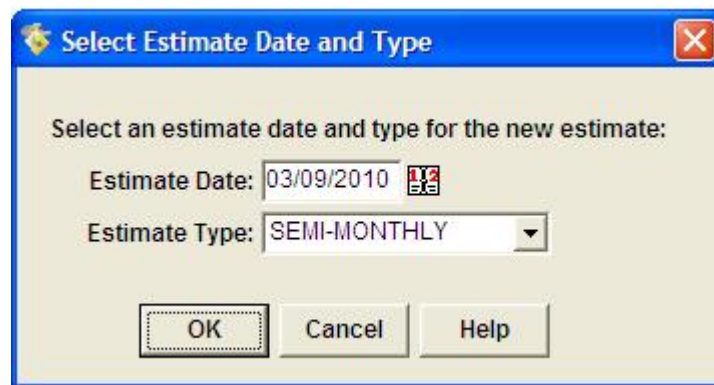 Select Estimate Date and Type
Select an estimate date and type for the new estimate:
Estimate Date: 03/09/2010
Estimate Type: SEMI-MONTHLY
OK Cancel Help